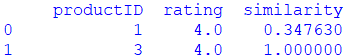 productID rating similarity
0 1 4.0 0.347630
1 3 4.0 1.000000